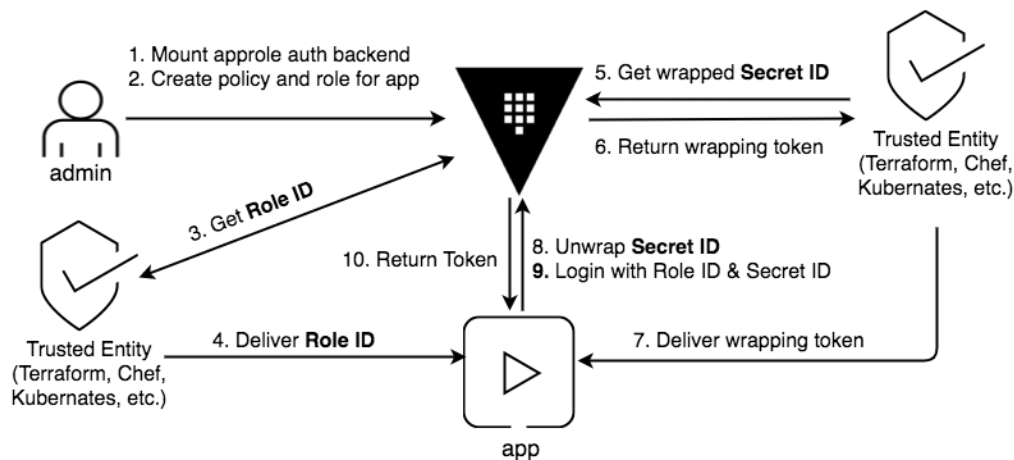 1. Mount approle auth backend
2. Create policy and role for app
admin
5. Get wrapped Secret ID
6. Return wrapping token
Trusted Entity
(Terraform, Chef,
Kubernates, etc.)
3. Get Role ID
10. Return Token
8. Unwrap Secret ID
9. Login with Role ID & Secret ID
Trusted Entity
(Terraform, Chef,
Kubernates, etc.)
4. Deliver Role ID
7. Deliver wrapping token
app